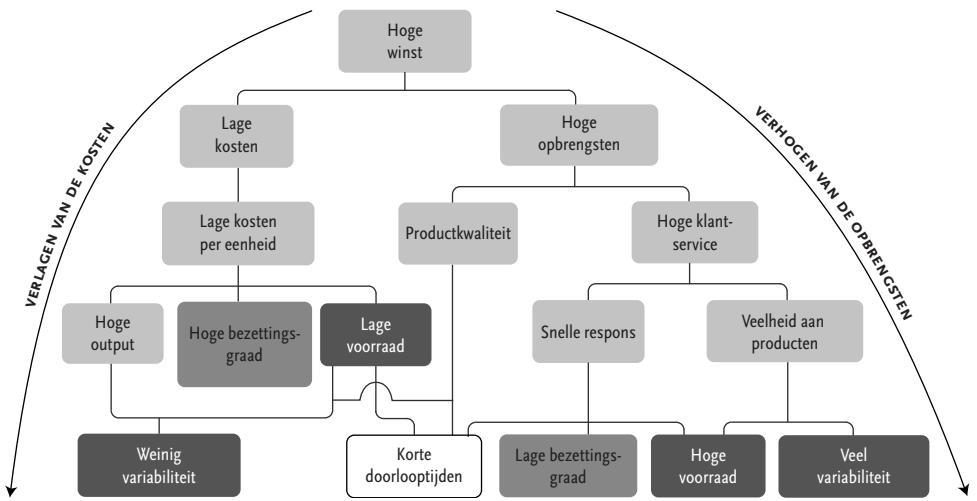 Hoge
winst
VERLAGEN VAN DE KOSTEN
VERHOGEN VAN DE OPBRENGSTEN
Lage
kosten
Hoge
opbrengsten
Lage kosten
per eenheid
Productkwaliteit
Hoge klant-
service
Hoge
output
Hoge bezettings-
graad
Lage
voorraad
Snelle respons
Veelheid aan
producten
Weinig
variabiliteit
Korte
doorlooptijden
Lage bezettings-
graad
Hoge
voorraad
Veel
variabiliteit